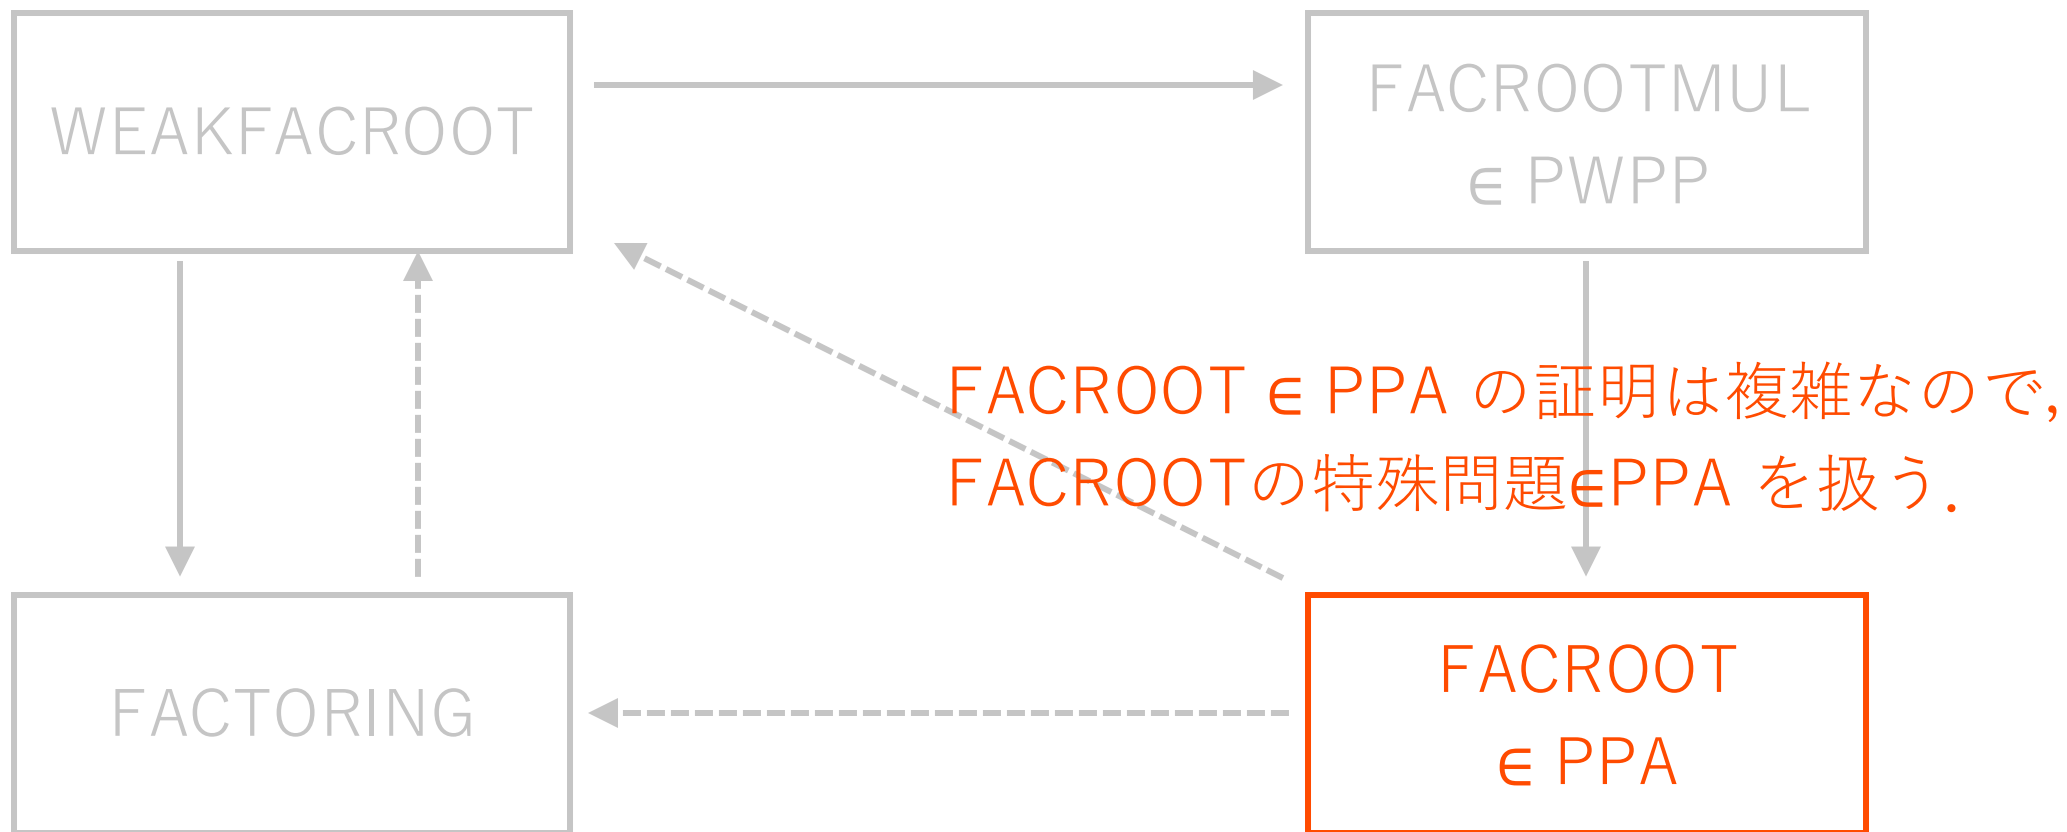 WEAKFACROOT
FACROOTMUL
∈ PWPP
FACROOT ∈ PPA の証明は複雑なので,
FACROOTの特殊問題∈PPA を扱う.
FACTORING
FACROOT
∈ PPA